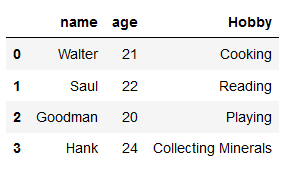 name age Hobby
0 Walter 21 Cooking
1 Saul 22 Reading
2 Goodman 20 Playing
3 Hank 24 Collecting Minerals